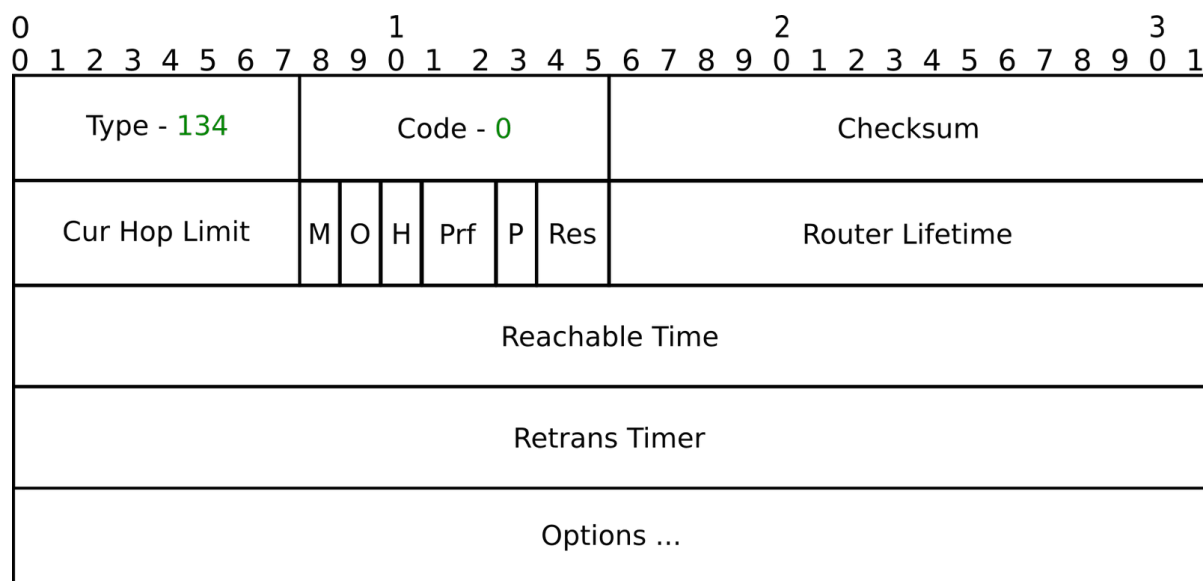 0 1 2 3
0 1 2 3 4 5 6 7 8 9 0 1 2 3 4 5 6 7 8 9 0 1 2 3 4 5 6 7 8 9 0 1
Type - 134 Code - 0 Checksum
Cur Hop Limit M O H Prf P Res Router Lifetime
Reachable Time
Retrans Timer
Options ...